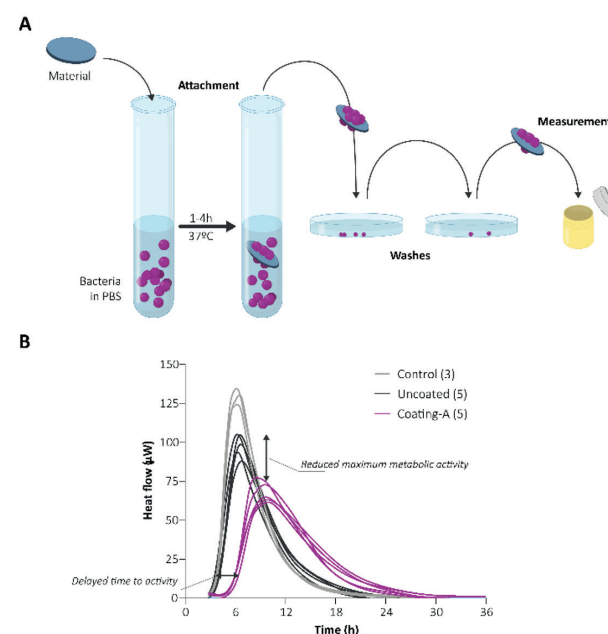 A
Material
Attachment
Measurement
1-4h
37ºC
Bacteria
in PBS
Washes
B
150
125
100
75
50
25
0
Heat flow (µW)
Control (3)
Uncoated (5)
Coating-A (5)
Reduced maximum metabolic activity
Delayed time to activity
0
6
12
18
24
30
36
Time (h)